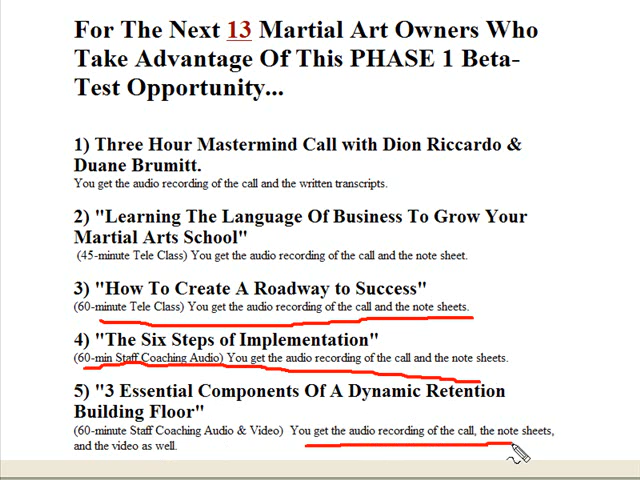 For The Next 13 Martial Art Owners Who
Take Advantage Of This PHASE 1 Beta-
Test Opportunity...
1) Three Hour Mastermind Call with Dion Riccardo &
Duane Brumitt.
You get the audio recording of the call and the written transcripts.
2) "Learning The Language Of Business To Grow Your
Martial Arts School"
(45-minute Tele Class) You get the audio recording of the call and the note sheet.
3) "How To Create A Roadway to Success"
(60-minute Tele Class) You get the audio recording of the call and the note sheets.
4) "The Six Steps of Implementation"
(60-min Staff Coaching Audio) You get the audio recording of the call and the note sheets.
5) "3 Essential Components Of A Dynamic Retention
Building Floor"
(60-minute Staff Coaching Audio & Video) You get the audio recording of the call, the note sheets,
and the video as well.